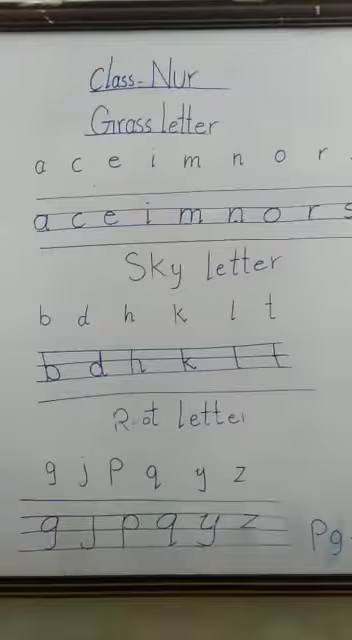 Class-Nur
Grass letter
a c e i m n o r
a c e i m n o r s
Sky letter
b d h k l t
b d h k l t
Root letter
g j p q y z
g j p q y z
Pg